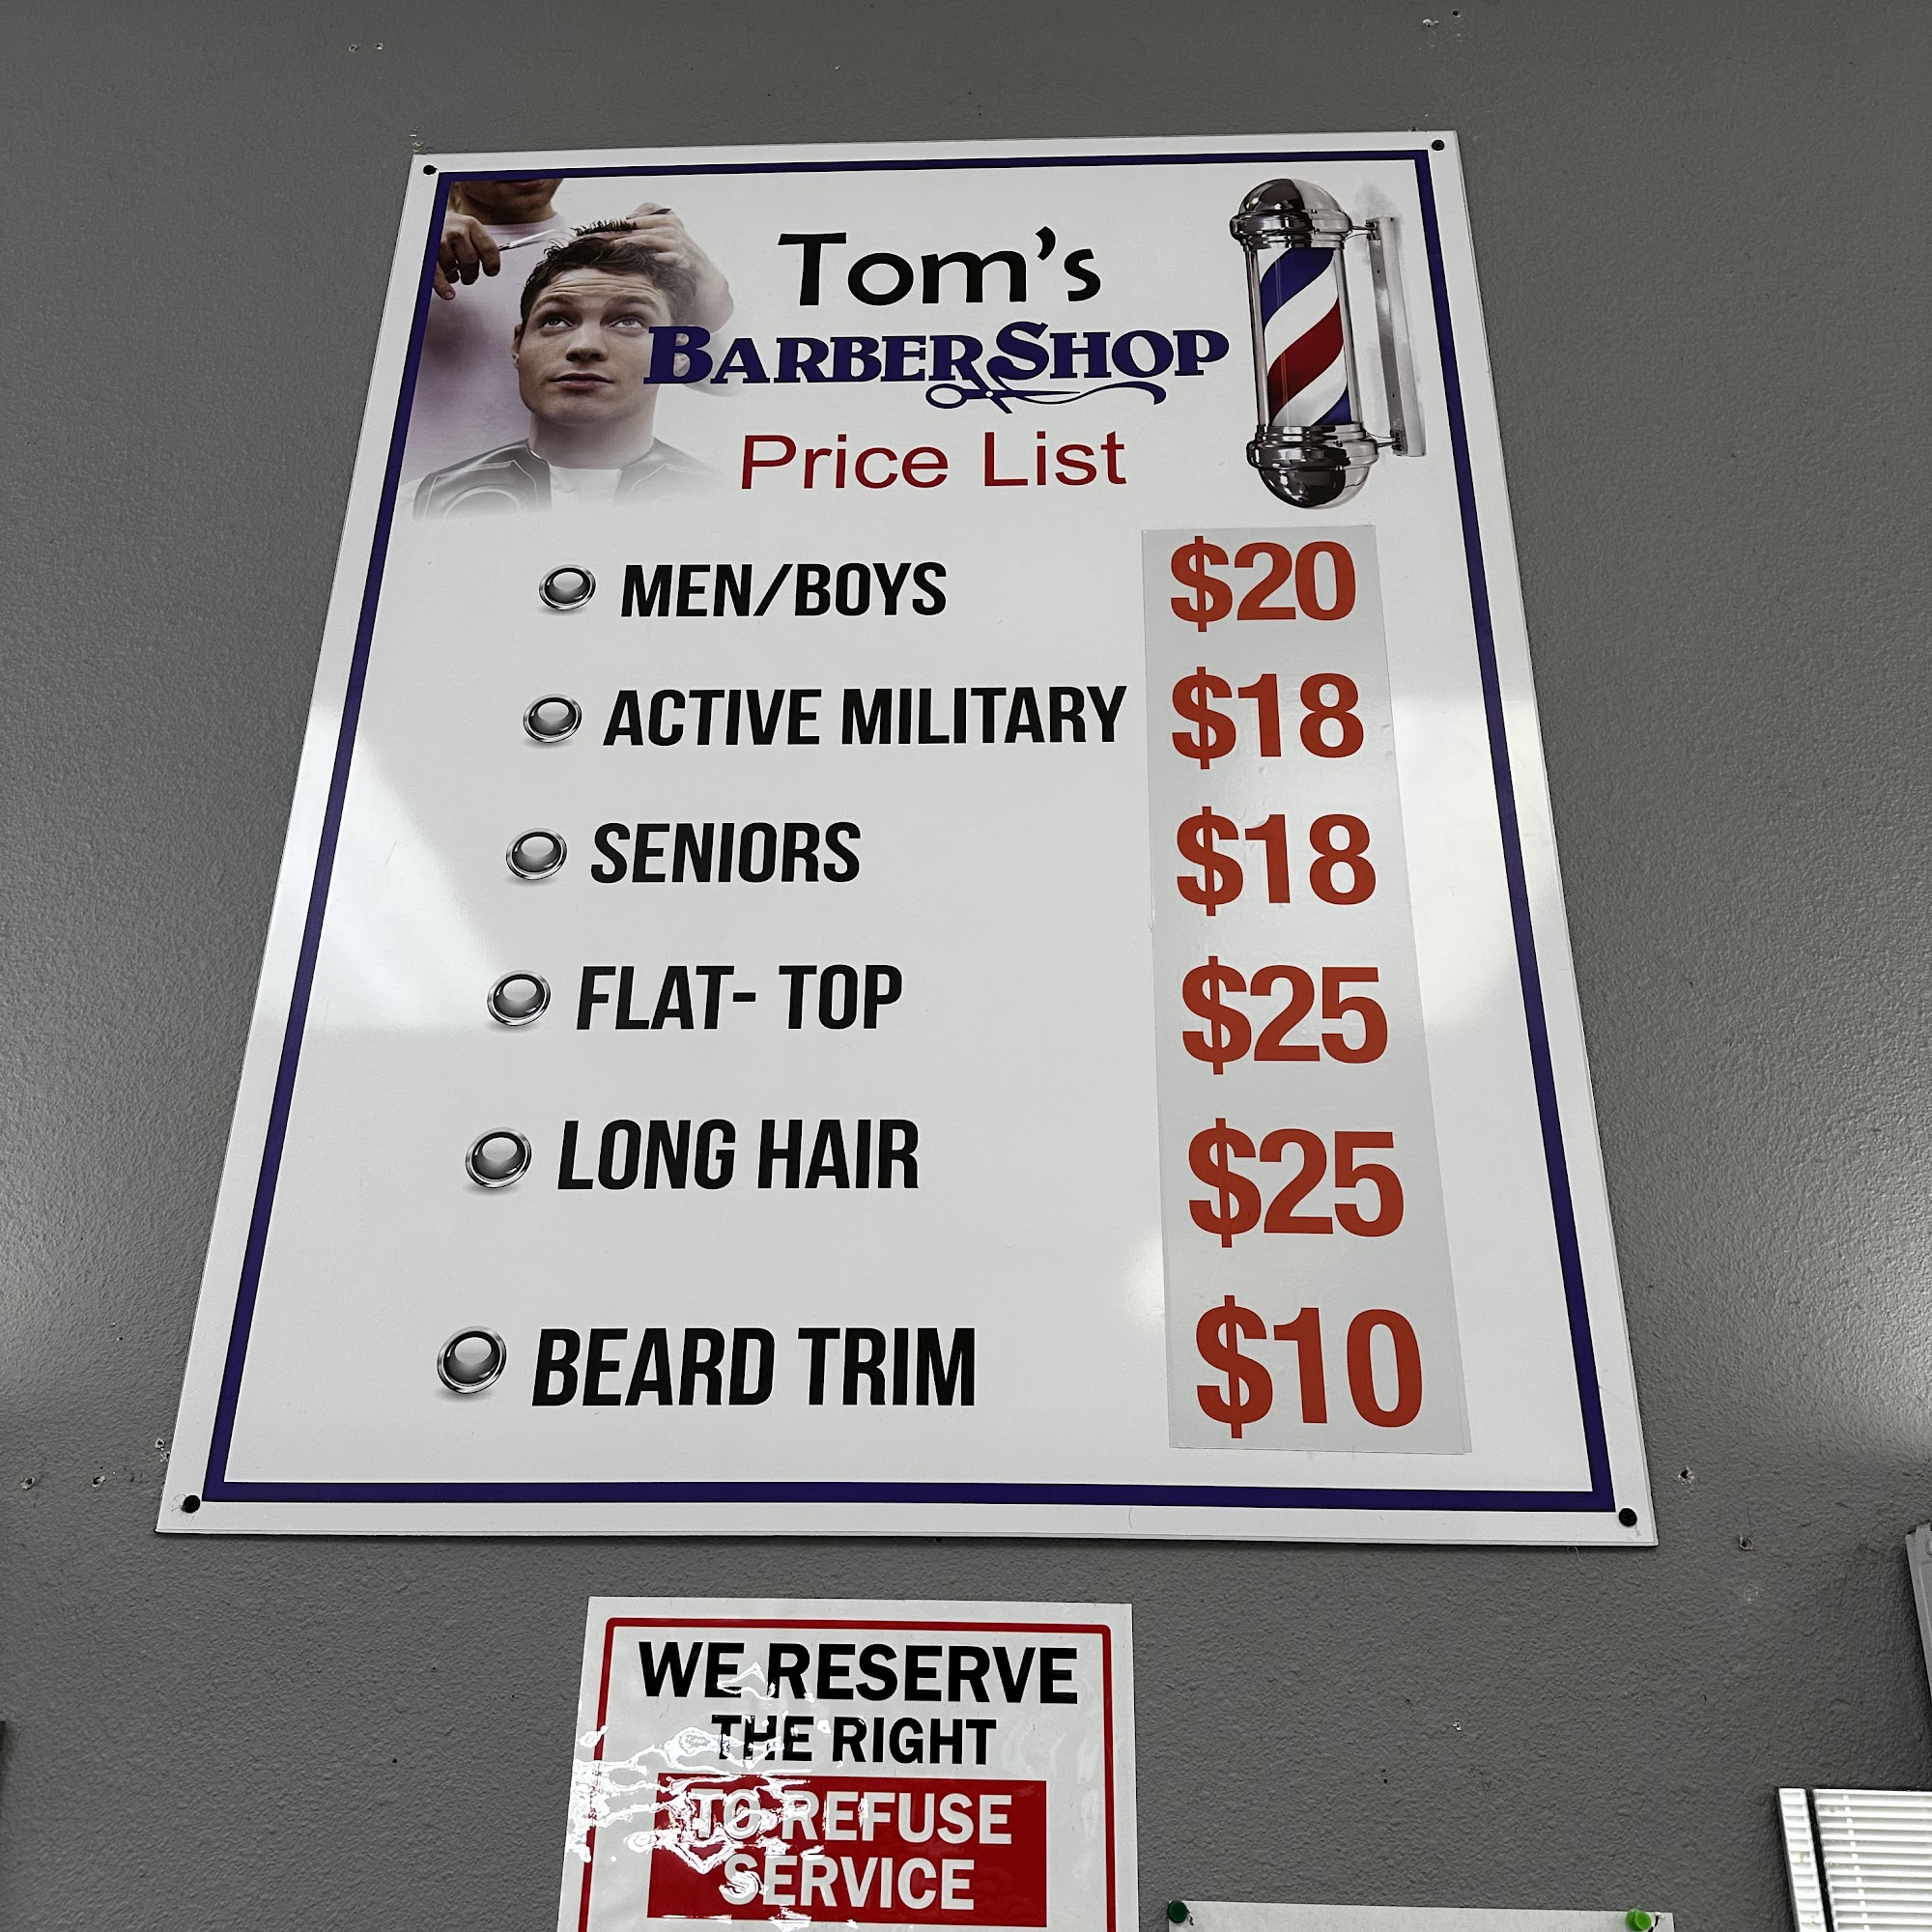 Tom's
BARBERSHOP
Price List
MEN/BOYS $20
ACTIVE MILITARY $18
SENIORS $18
FLAT- TOP $25
LONG HAIR $25
BEARD TRIM $10
WE RESERVE
THE RIGHT
TO REFUSE
SERVICE